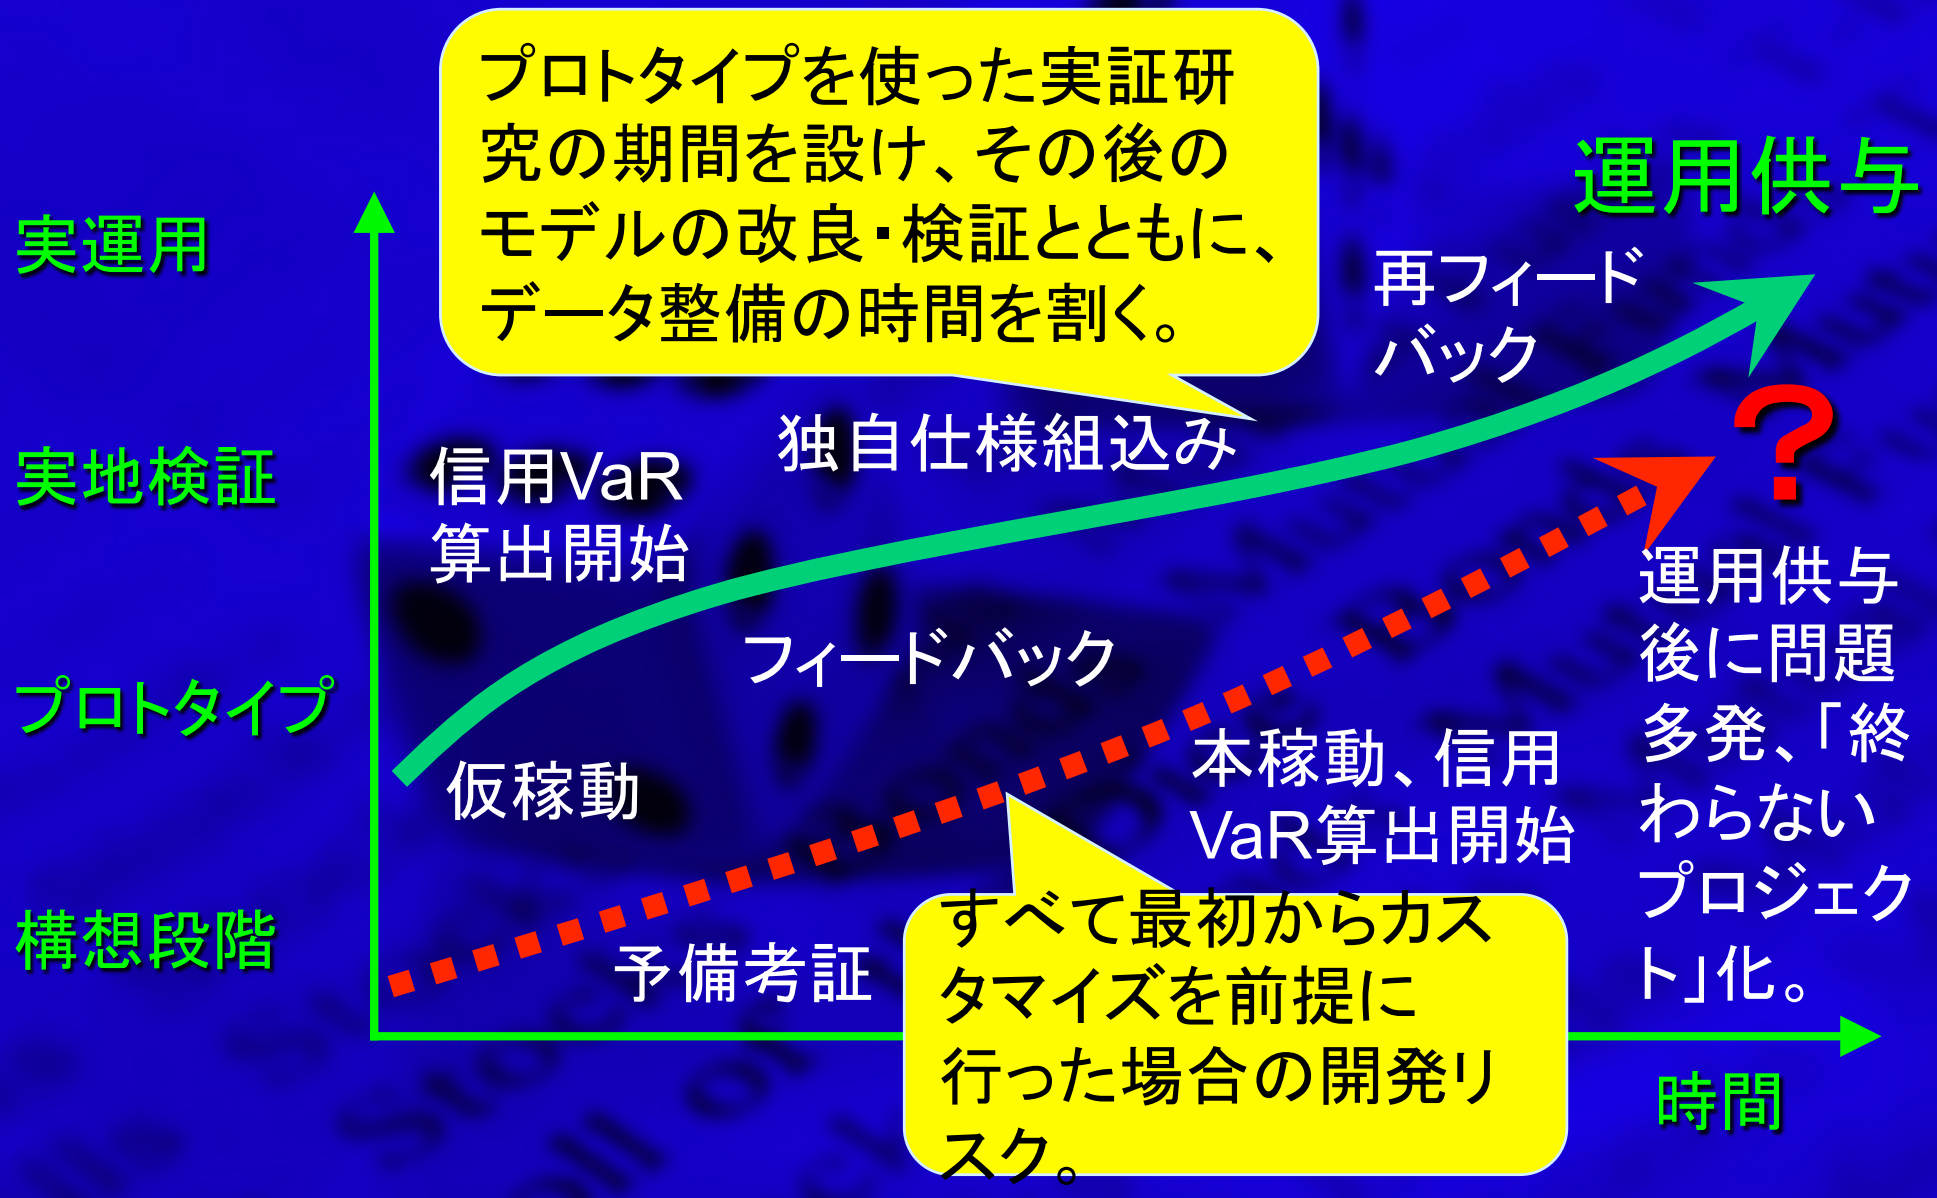 プロトタイプを使った実証研
究の期間を設け、その後の
モデルの改良・検証とともに、
データ整備の時間を割く。
運用供与
実運用
再フィード
バック
独自仕様組込み
実地検証
信用VaR
算出開始
?
運用供与
後に問題
多発、「終
わらない
プロジェク
ト」化。
フィードバック
プロトタイプ
仮稼動
本稼動、信用
VaR算出開始
構想段階
予備考証
すべて最初からカス
タマイズを前提に
行った場合の開発リ
スク。
時間